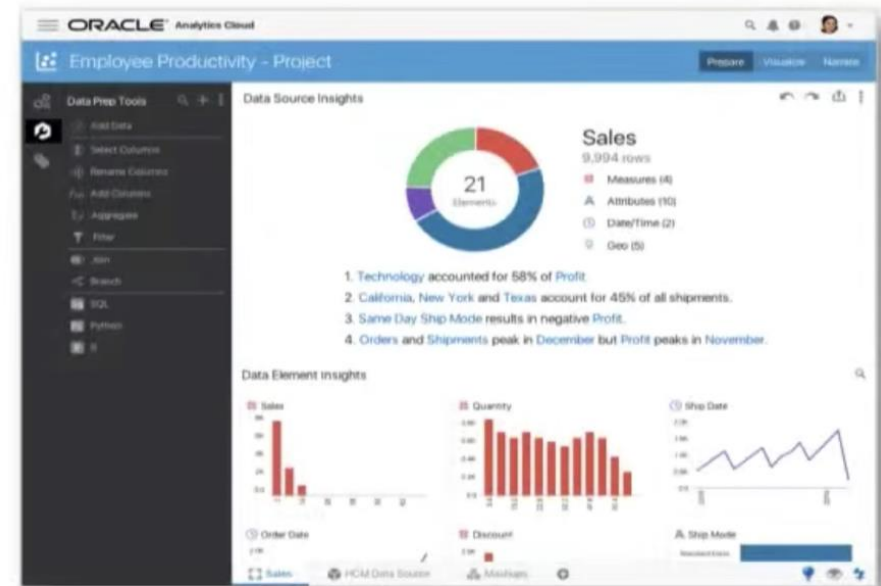 ORACLE Analytics Cloud
Employee Productivity - Project
Prepare Visualize Narrate
Data Prep Tools
Add Data
Select Columns
Rename Columns
Add Columns
Aggregate
Filter
Join
Branch
SQL
Python
R
Data Source Insights
21
Elements
Sales
9,994 rows
Measures (4)
Attributes (10)
Date/Time (2)
Geo (5)
1. Technology accounted for 58% of Profit
2. California, New York and Texas account for 45% of all shipments.
3. Same Day Ship Mode results in negative Profit.
4. Orders and Shipments peak in December but Profit peaks in November.
Data Element Insights
Sales
Quantity
Ship Date
Order Date
Discount
Ship Mode
Sales
HCM Data Source
Mashups